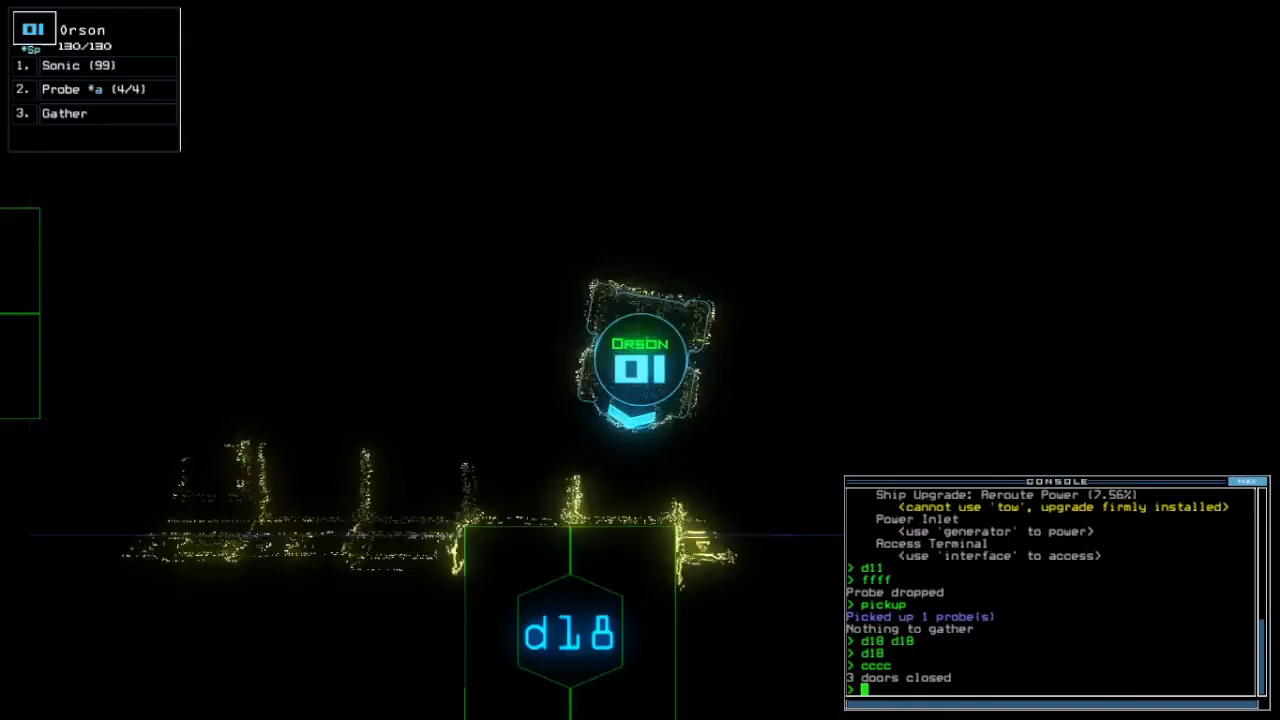 01 Orson
*Sp 130/130
1. Sonic (99)
2. Probe *a (4/4)
3. Gather
Orson
01
d18
CONSOLE
MAX
Ship Upgrade: Reroute Power (7.56%)
<cannot use 'tow', upgrade firmly installed>
Power Inlet
<use 'generator' to power>
Access Terminal
<use 'interface' to access>
> d11
> ffff
Probe dropped
> pickup
Picked up 1 probe(s)
Nothing to gather
> d18 d18
> d18
> cccc
3 doors closed
>